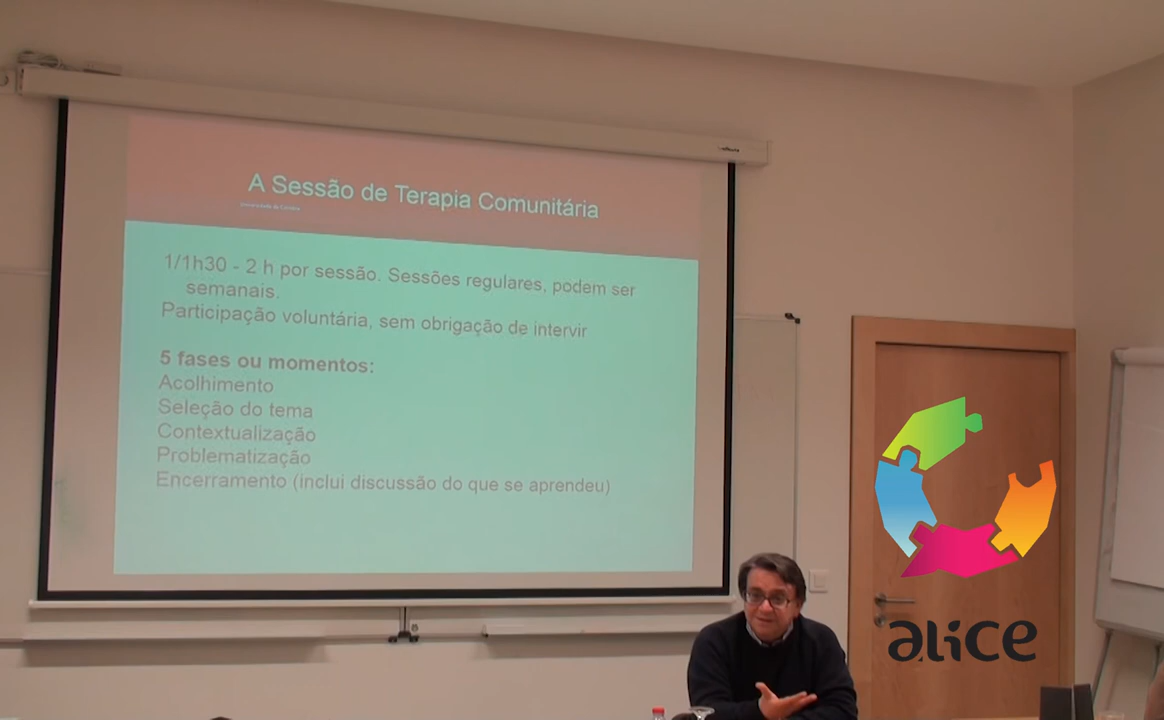 A Sessão de Terapia Comunitária
1/1h30 - 2 h por sessão. Sessões regulares, podem ser
semanais.
Participação voluntária, sem obrigação de intervir
5 fases ou momentos:
Acolhimento
Seleção do tema
Contextualização
Problematização
Encerramento (inclui discussão do que se aprendeu)
alice